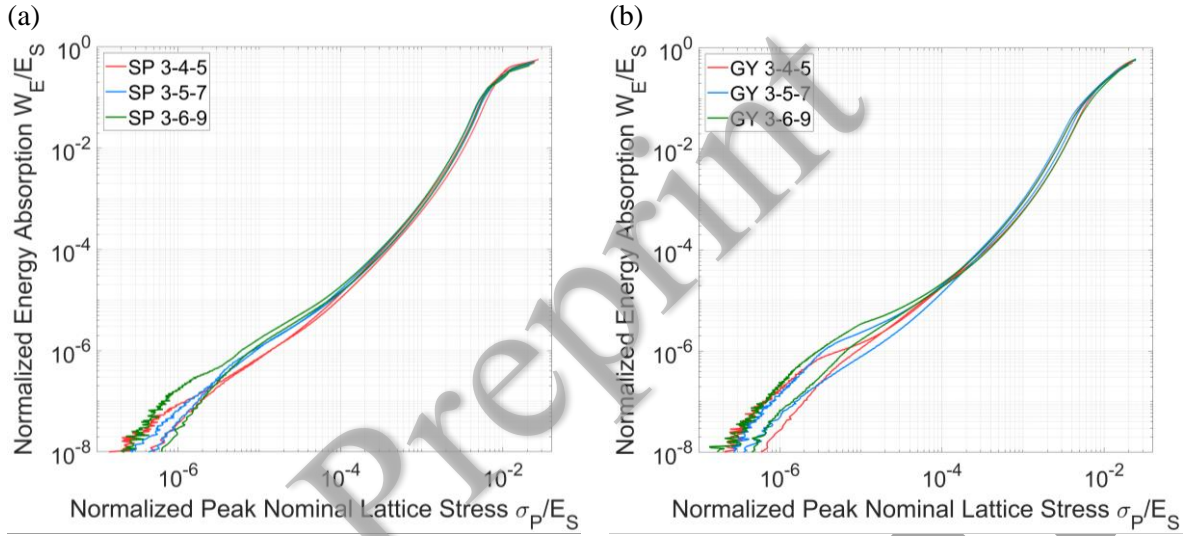 (a)
10^0
SP 3-4-5
SP 3-5-7
SP 3-6-9
10^-2
10^-4
10^-6
10^-8
Normalized Energy Absorption W_E/E_S
10^-6
10^-4
10^-2
Normalized Peak Nominal Lattice Stress σ_P/E_S
(b)
10^0
GY 3-4-5
GY 3-5-7
GY 3-6-9
10^-2
10^-4
10^-6
10^-8
Normalized Energy Absorption W_E/E_S
10^-6
10^-4
10^-2
Normalized Peak Nominal Lattice Stress σ_P/E_S
Preprint